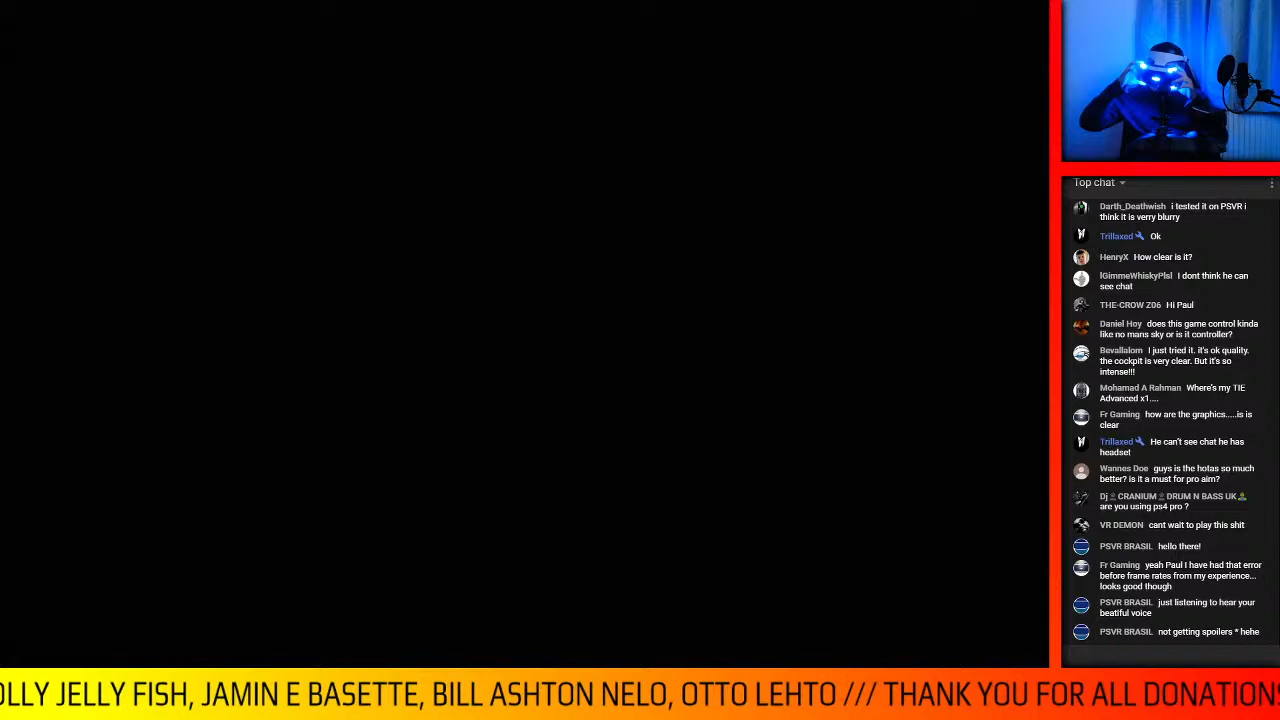 Top chat
Darth_Deathwish i tested it on PSVR i
think it is verry blurry
Trillaxed Ok
HenryX How clear is it?
lGimmeWhiskyPlsl I dont think he can
see chat
THE-CROW Z06 Hi Paul
Daniel Hoy does this game control kinda
like no mans sky or is it controller?
Bevallalom I just tried it. it's ok quality.
the cockpit is very clear. But it's so
intense!!!
Mohamad A Rahman Where's my TIE
Advanced x1....
Fr Gaming how are the graphics.....is is
clear
Trillaxed He can't see chat he has
headset
Wannes Doe guys is the hotas so much
better? is it a must for pro aim?
Dj CRANIUM DRUM N BASS UK
are you using ps4 pro ?
VR DEMON cant wait to play this shit
PSVR BRASIL hello there!
Fr Gaming yeah Paul I have had that error
before frame rates from my experience...
looks good though
PSVR BRASIL just listening to hear your
beatiful voice
PSVR BRASIL not getting spoilers * hehe
OLLY JELLY FISH, JAMIN E BASETTE, BILL ASHTON NELO, OTTO LEHTO /// THANK YOU FOR ALL DONATIONS